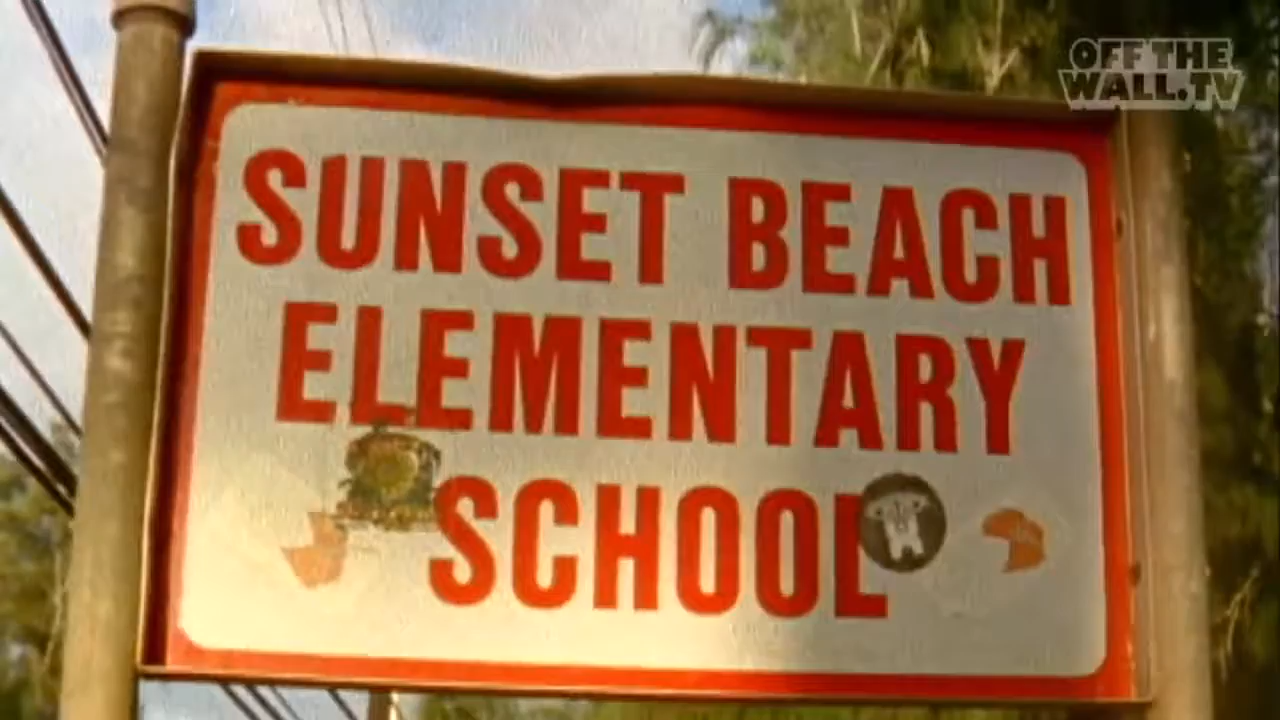 OFF THE
WALL.TV
SUNSET BEACH
ELEMENTARY
SCHOOL